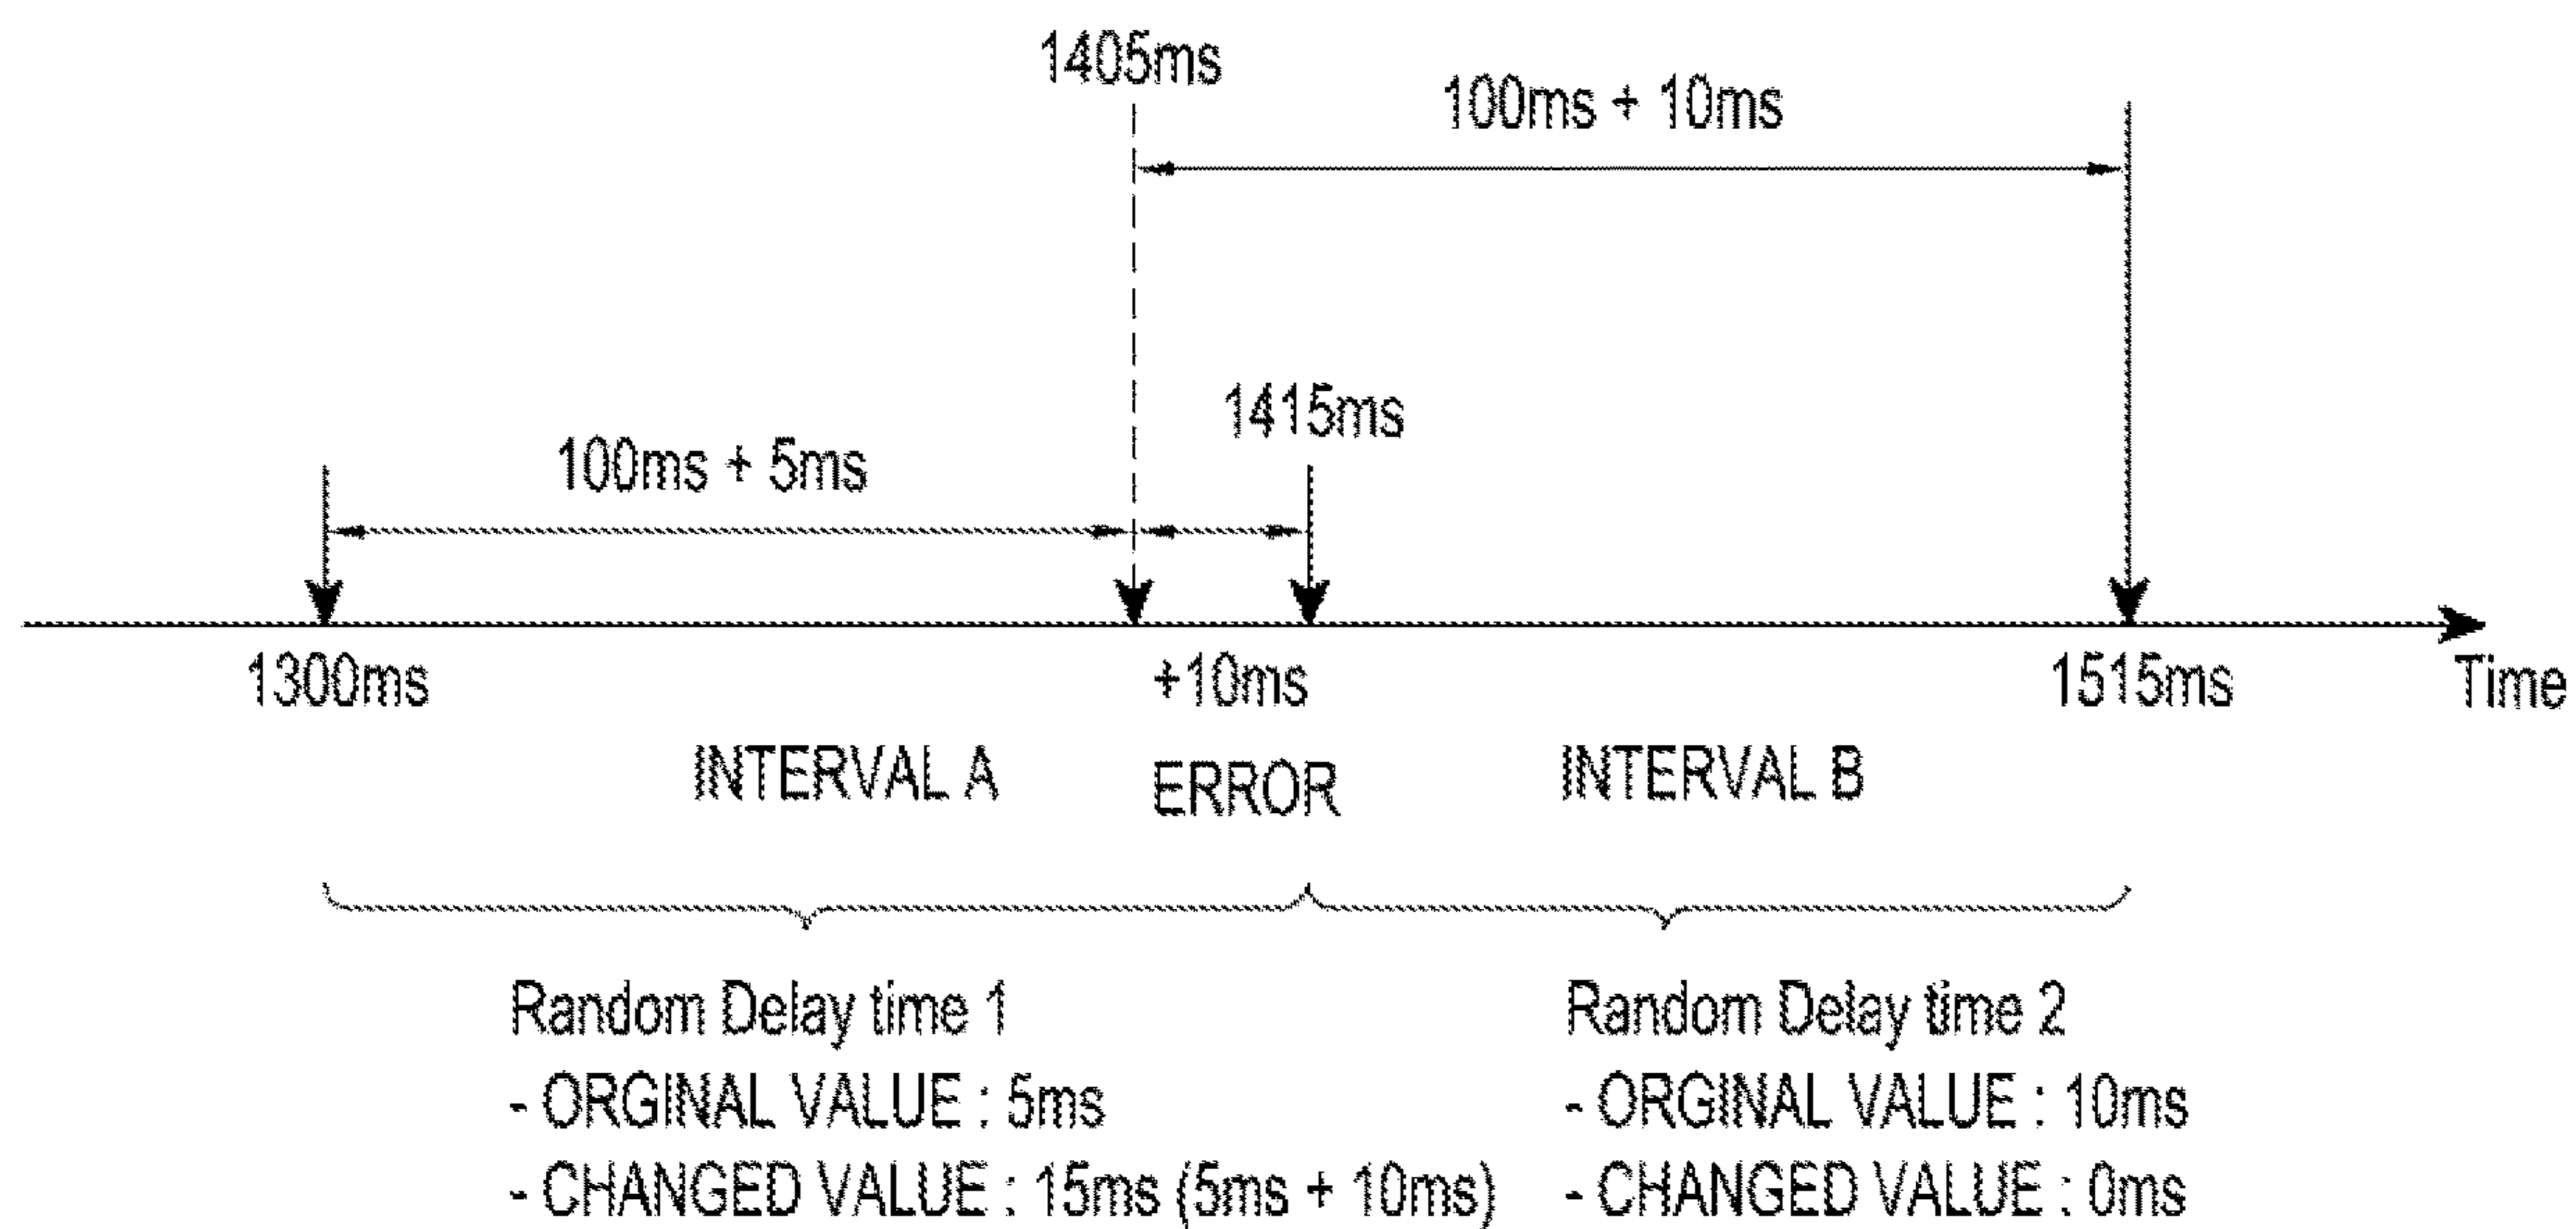 1405ms
100ms + 10ms
1415ms
100ms + 5ms
1300ms
+10ms
1515ms
Time
INTERVAL A
ERROR
INTERVAL B
Random Delay time 1
- ORGINAL VALUE : 5ms
- CHANGED VALUE : 15ms (5ms + 10ms)
Random Delay time 2
- ORGINAL VALUE : 10ms
- CHANGED VALUE : 0ms